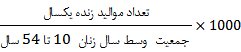 تعداد موالید زنده یکسال
جمعیت وسط سال زنان 10 تا 54 سال
× 1000